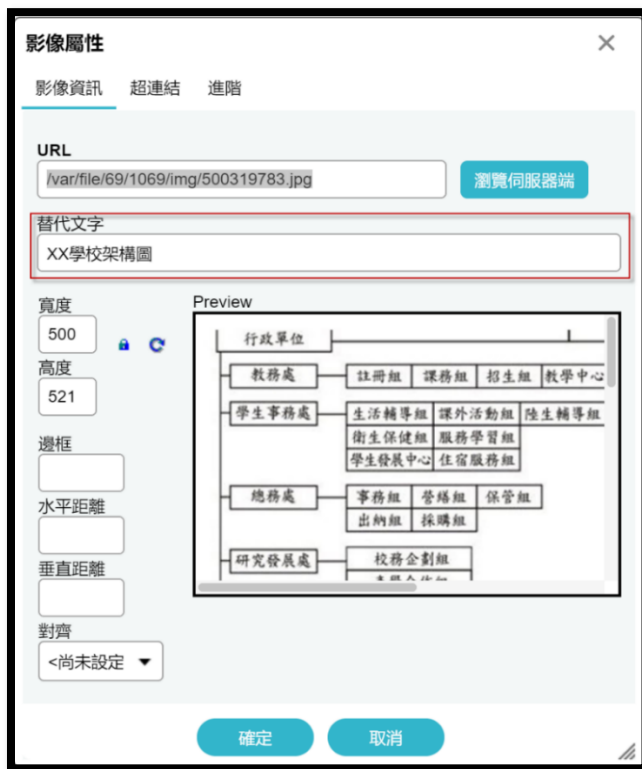 影像屬性
影像資訊 超連結 進階
URL
/var/file/69/1069/img/500319783.jpg 瀏覽伺服器端
替代文字
XX學校架構圖
寬度
500
高度
521
邊框
水平距離
垂直距離
對齊
<尚未設定
Preview
行政單位
教務處 註冊組 課務組 招生組 教學中心
學生事務處 生活輔導組 課外活動組 陸生輔導組
衛生保健組 服務學習組
學生發展中心 住宿服務組
總務處 事務組 營繕組 保管組
出納組 採購組
研究發展處 校務企劃組
確定 取消